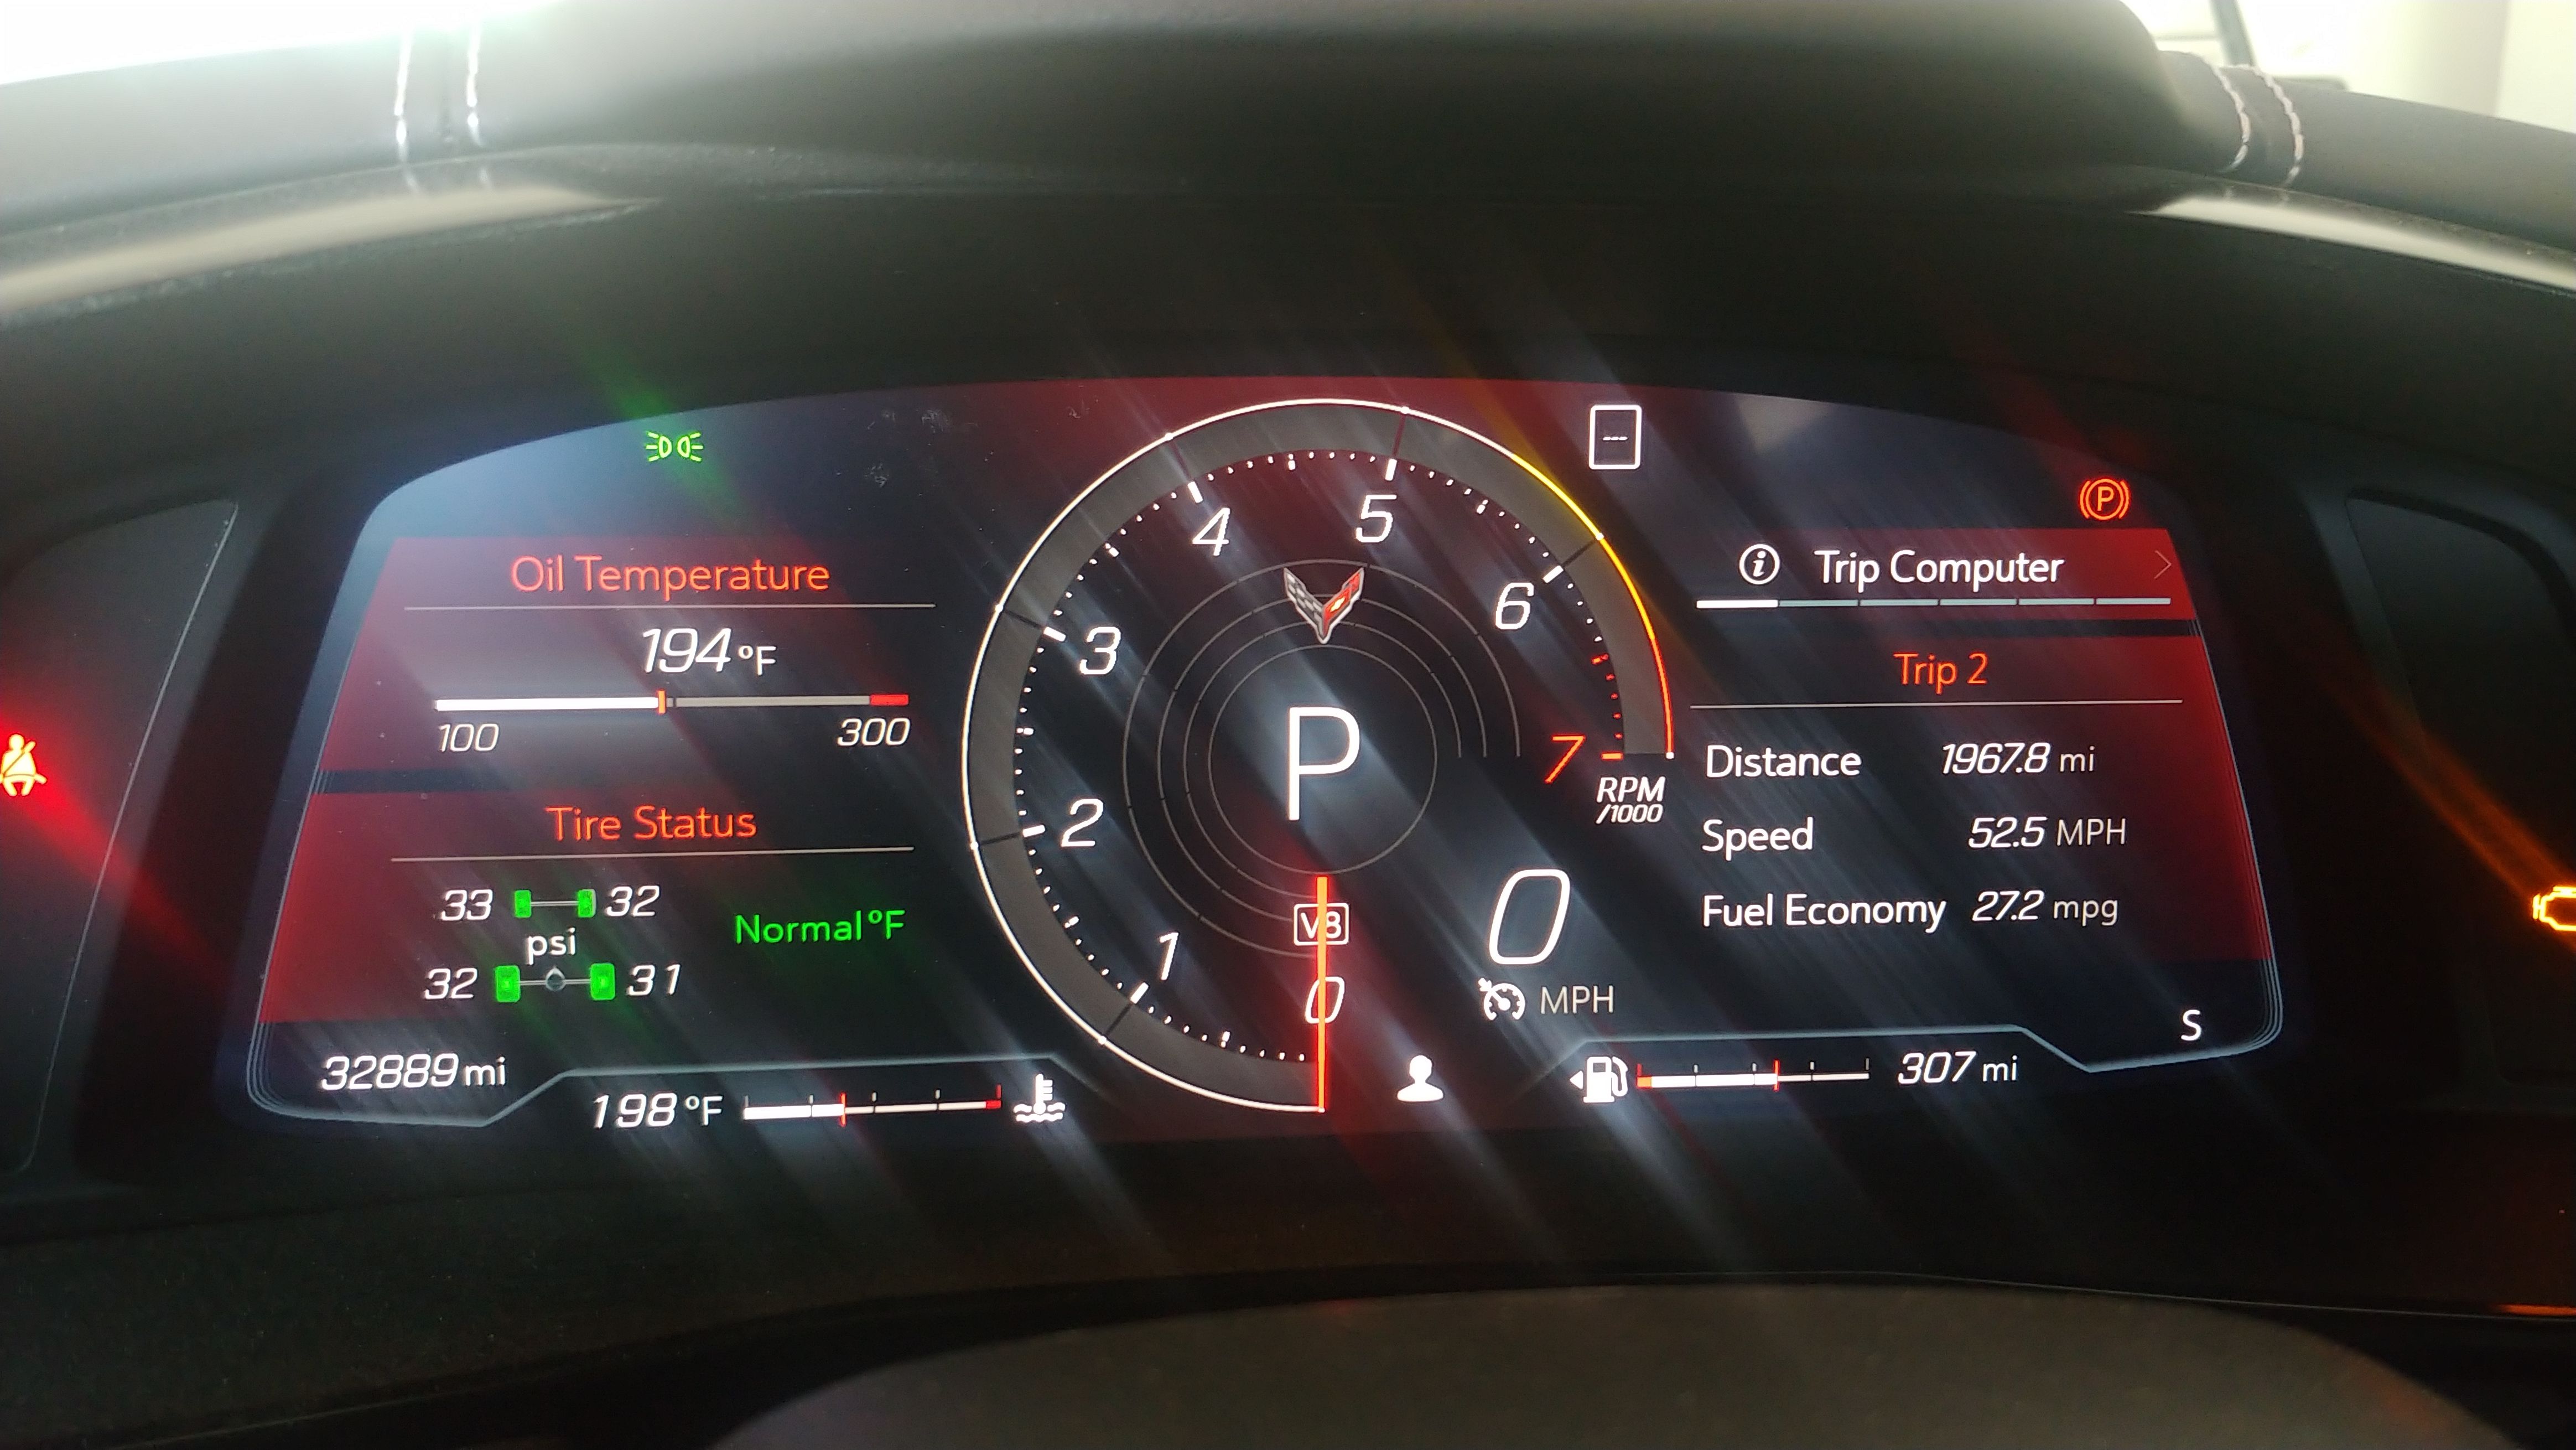 ---
P
Oil Temperature
194 °F
100 300
Tire Status
33 32
psi
32 31
Normal °F
32889 mi
198 °F
0
1
2
3
4
5
6
7
RPM
/1000
P
V8
0
MPH
Trip Computer
Trip 2
Distance 1967.8 mi
Speed 52.5 MPH
Fuel Economy 27.2 mpg
S
307 mi